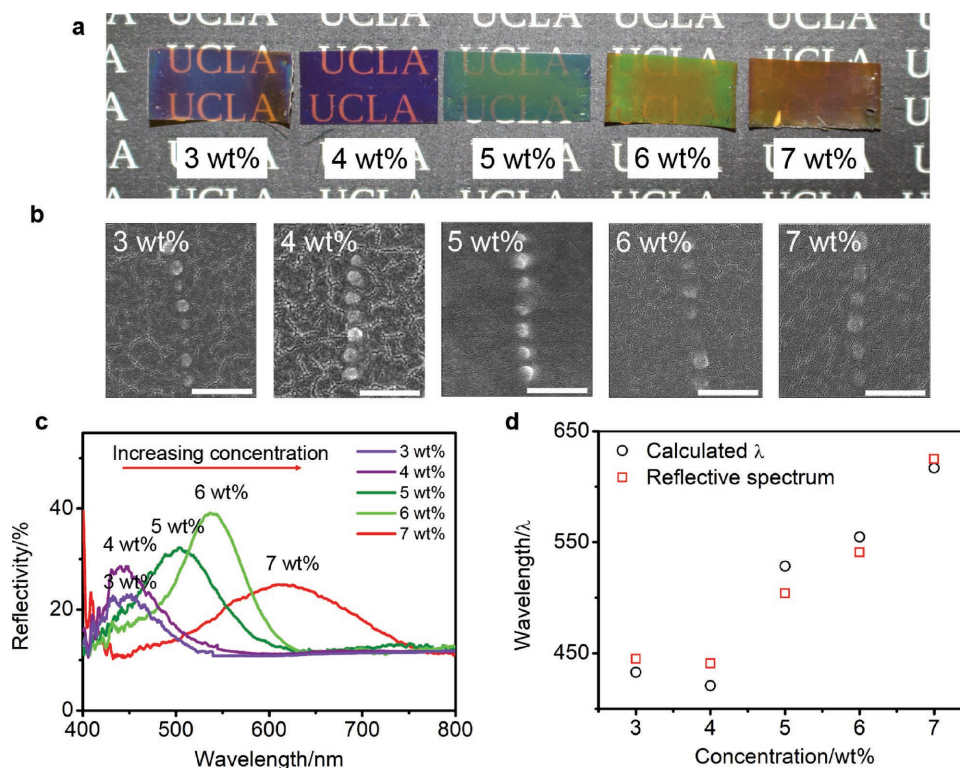 a
A UCLA UCLA UCLA UCLA
UCLA
UCLA
3 wt% 4 wt% 5 wt% 6 wt% 7 wt%
b
3 wt% 4 wt% 5 wt% 6 wt% 7 wt%
c
Increasing concentration
3 wt%
4 wt%
5 wt%
6 wt%
7 wt%
6 wt%
5 wt%
4 wt%
3 wt%
7 wt%
Reflectivity/%
60
40
20
0
400 500 600 700 800
Wavelength/nm
d
Calculated λ
Reflective spectrum
Wavelength/λ
650
550
450
3 4 5 6 7
Concentration/wt%